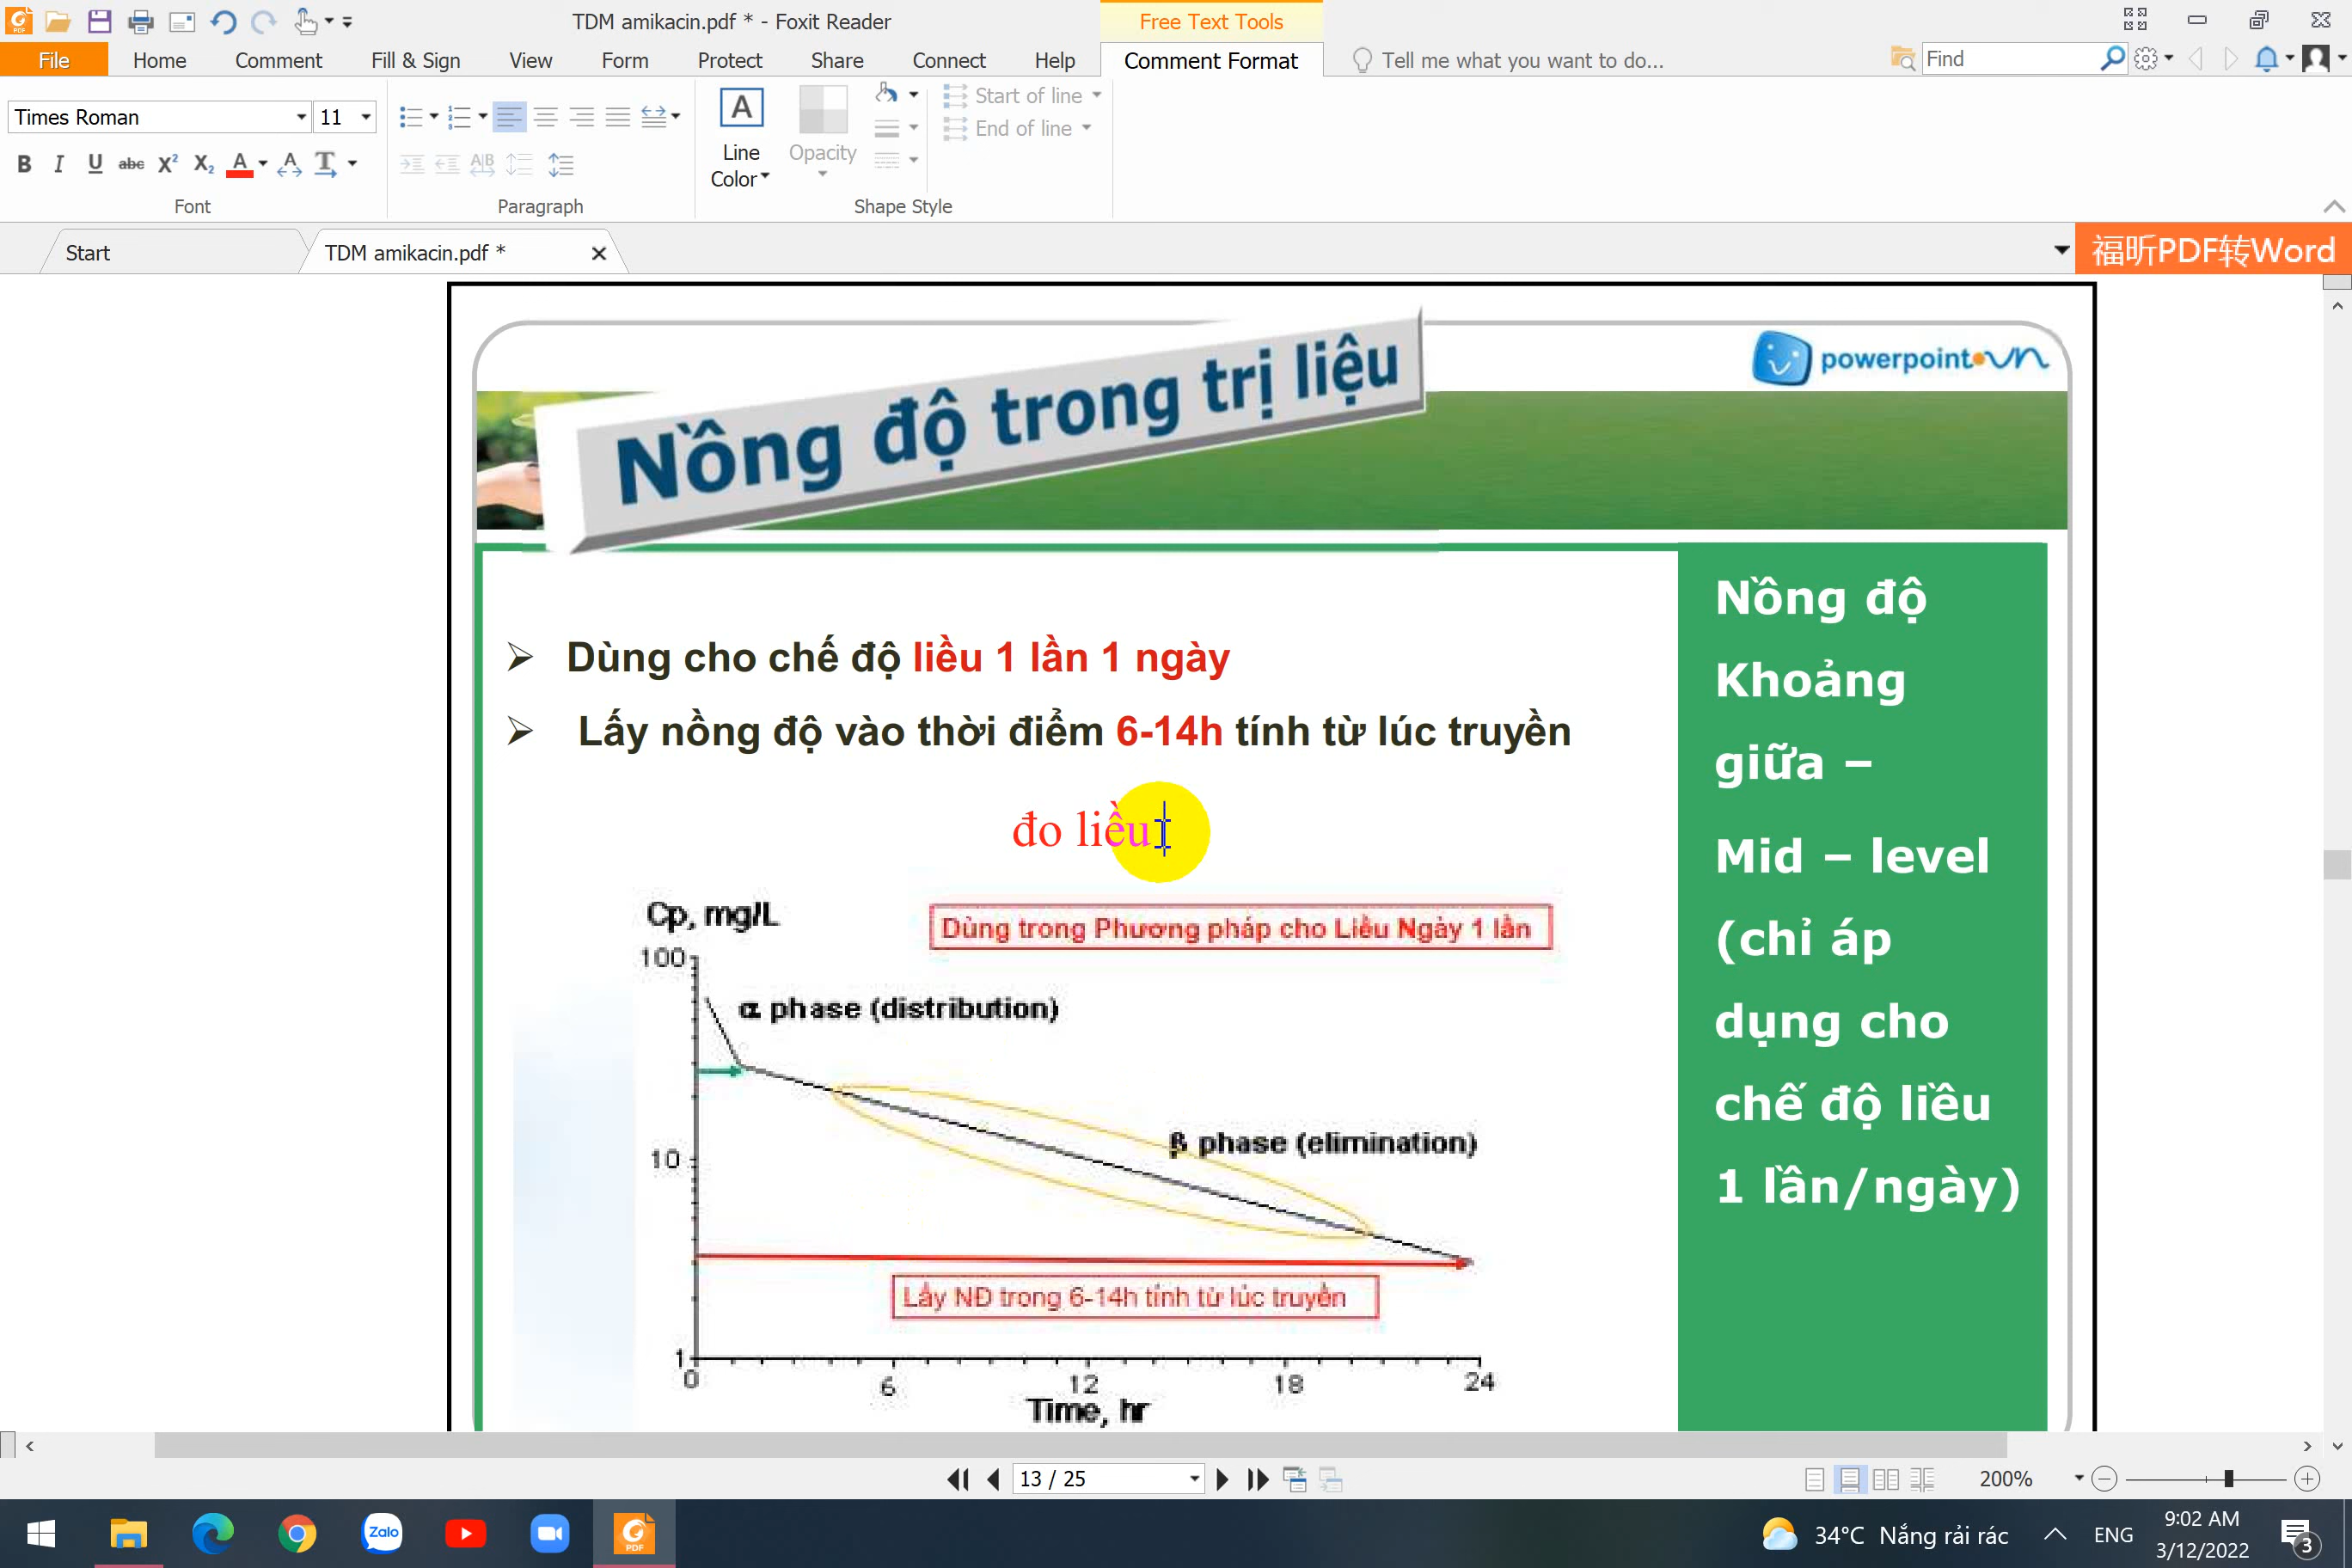 TDM amikacin.pdf * - Foxit Reader
Free Text Tools
File Home Comment Fill & Sign View Form Protect Share Connect Help Comment Format Tell me what you want to do... Find
Times Roman 11
Start of line
End of line
Line Color
Opacity
Font Paragraph Shape Style
Start TDM amikacin.pdf *
福昕PDF转Word
Nồng độ trong trị liệu
powerpoint.vn
Dùng cho chế độ liều 1 lần 1 ngày
Lấy nồng độ vào thời điểm 6-14h tính từ lúc truyền
đo liều
Cp, mg/L
Dùng trong Phương pháp cho Liều Ngày 1 lần
100
α phase (distribution)
β phase (elimination)
10
Lấy NĐ trong 6-14h tính từ lúc truyền
1
0 6 12 18 24
Time, hr
Nồng độ
Khoảng
giữa –
Mid – level
(chỉ áp
dụng cho
chế độ liều
1 lần/ngày)
13 / 25
200%
Zalo
34°C Nắng rải rác
ENG
9:02 AM
3/12/2022
3